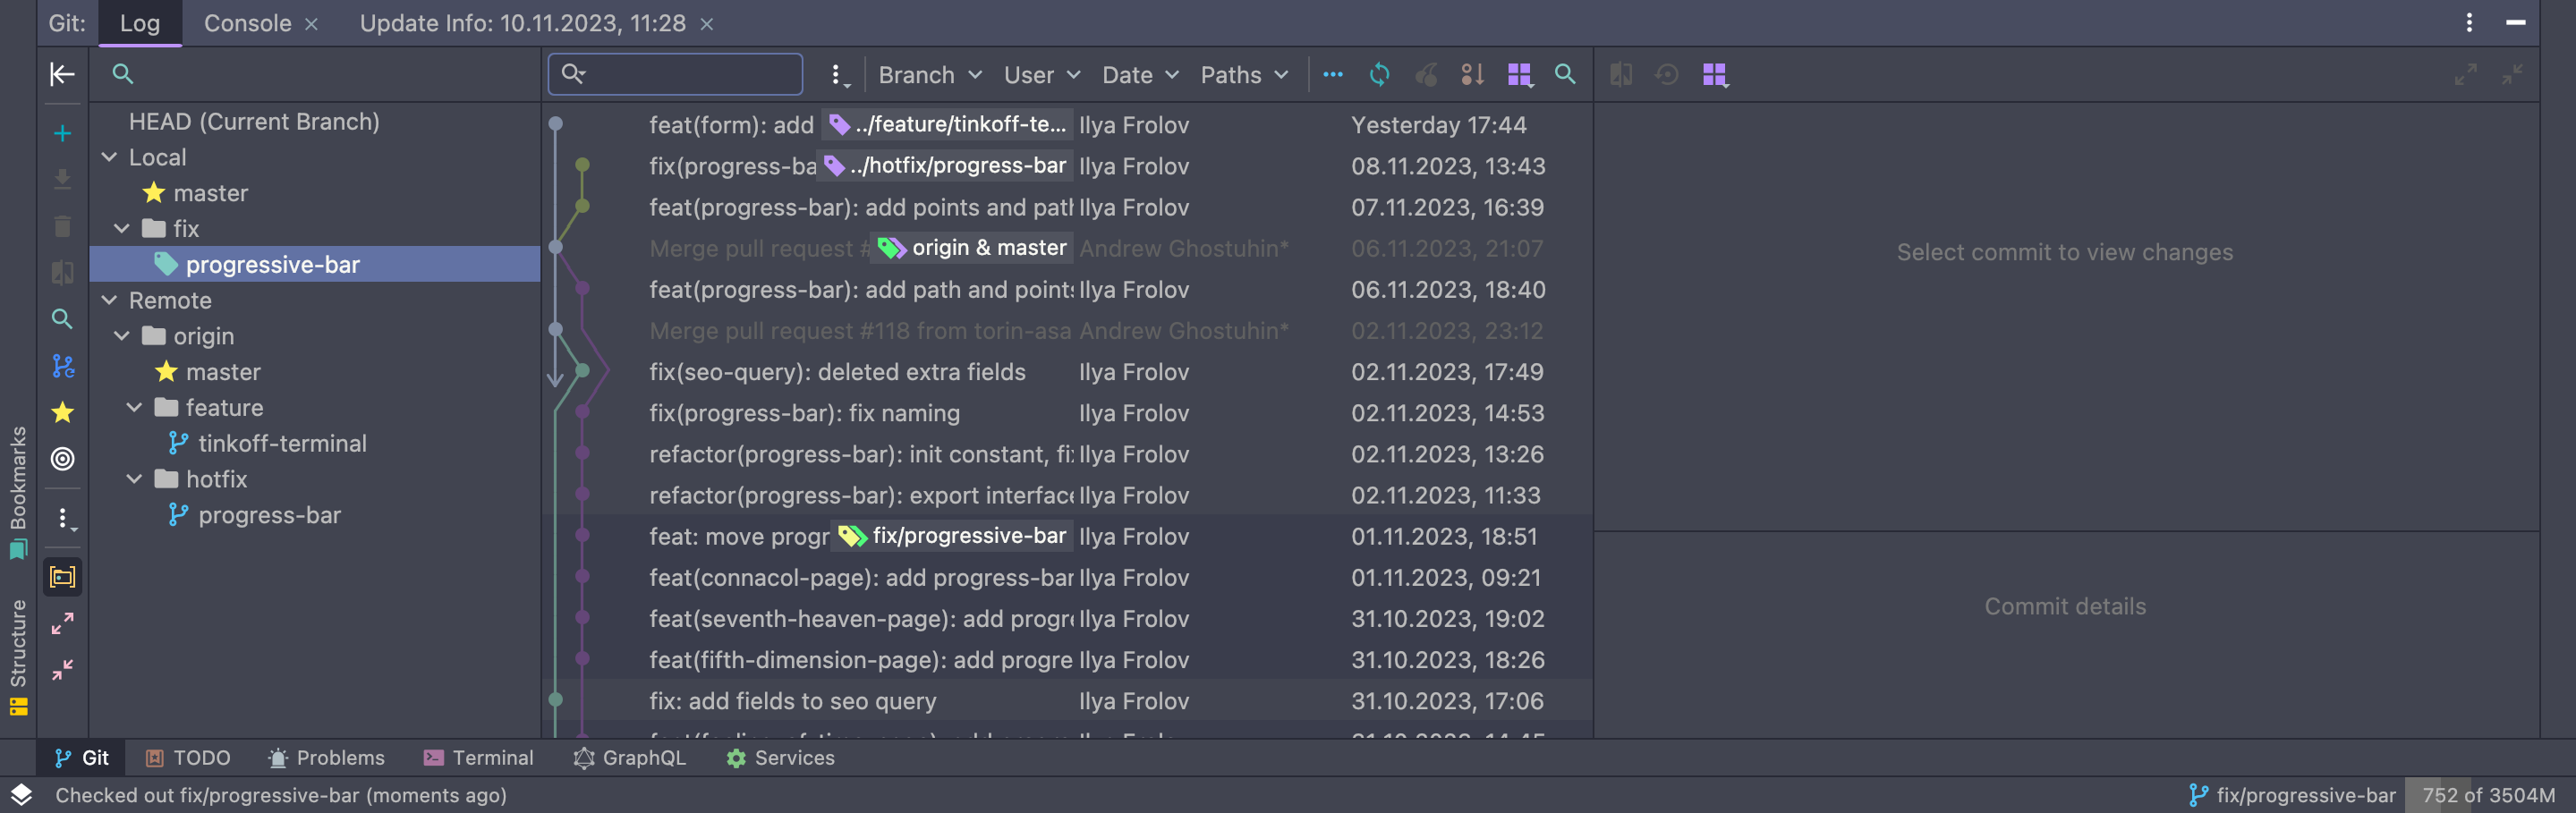 Git: Log Console Update Info: 10.11.2023, 11:28
Branch User Date Paths
HEAD (Current Branch)
Local
master
fix
progressive-bar
Remote
origin
master
feature
tinkoff-terminal
hotfix
progress-bar
feat(form): add ../feature/tinkoff-te... Ilya Frolov Yesterday 17:44
fix(progress-ba ../hotfix/progress-bar Ilya Frolov 08.11.2023, 13:43
feat(progress-bar): add points and path Ilya Frolov 07.11.2023, 16:39
Merge pull request # origin & master Andrew Ghostuhin* 06.11.2023, 21:07
feat(progress-bar): add path and points Ilya Frolov 06.11.2023, 18:40
Merge pull request #118 from torin-asa Andrew Ghostuhin* 02.11.2023, 23:12
fix(seo-query): deleted extra fields Ilya Frolov 02.11.2023, 17:49
fix(progress-bar): fix naming Ilya Frolov 02.11.2023, 14:53
refactor(progress-bar): init constant, fi Ilya Frolov 02.11.2023, 13:26
refactor(progress-bar): export interface Ilya Frolov 02.11.2023, 11:33
feat: move progr fix/progressive-bar Ilya Frolov 01.11.2023, 18:51
feat(connacol-page): add progress-bar Ilya Frolov 01.11.2023, 09:21
feat(seventh-heaven-page): add progr Ilya Frolov 31.10.2023, 19:02
feat(fifth-dimension-page): add progre Ilya Frolov 31.10.2023, 18:26
fix: add fields to seo query Ilya Frolov 31.10.2023, 17:06
Select commit to view changes
Commit details
Bookmarks
Structure
Git TODO Problems Terminal GraphQL Services
Checked out fix/progressive-bar (moments ago) fix/progressive-bar 752 of 3504M